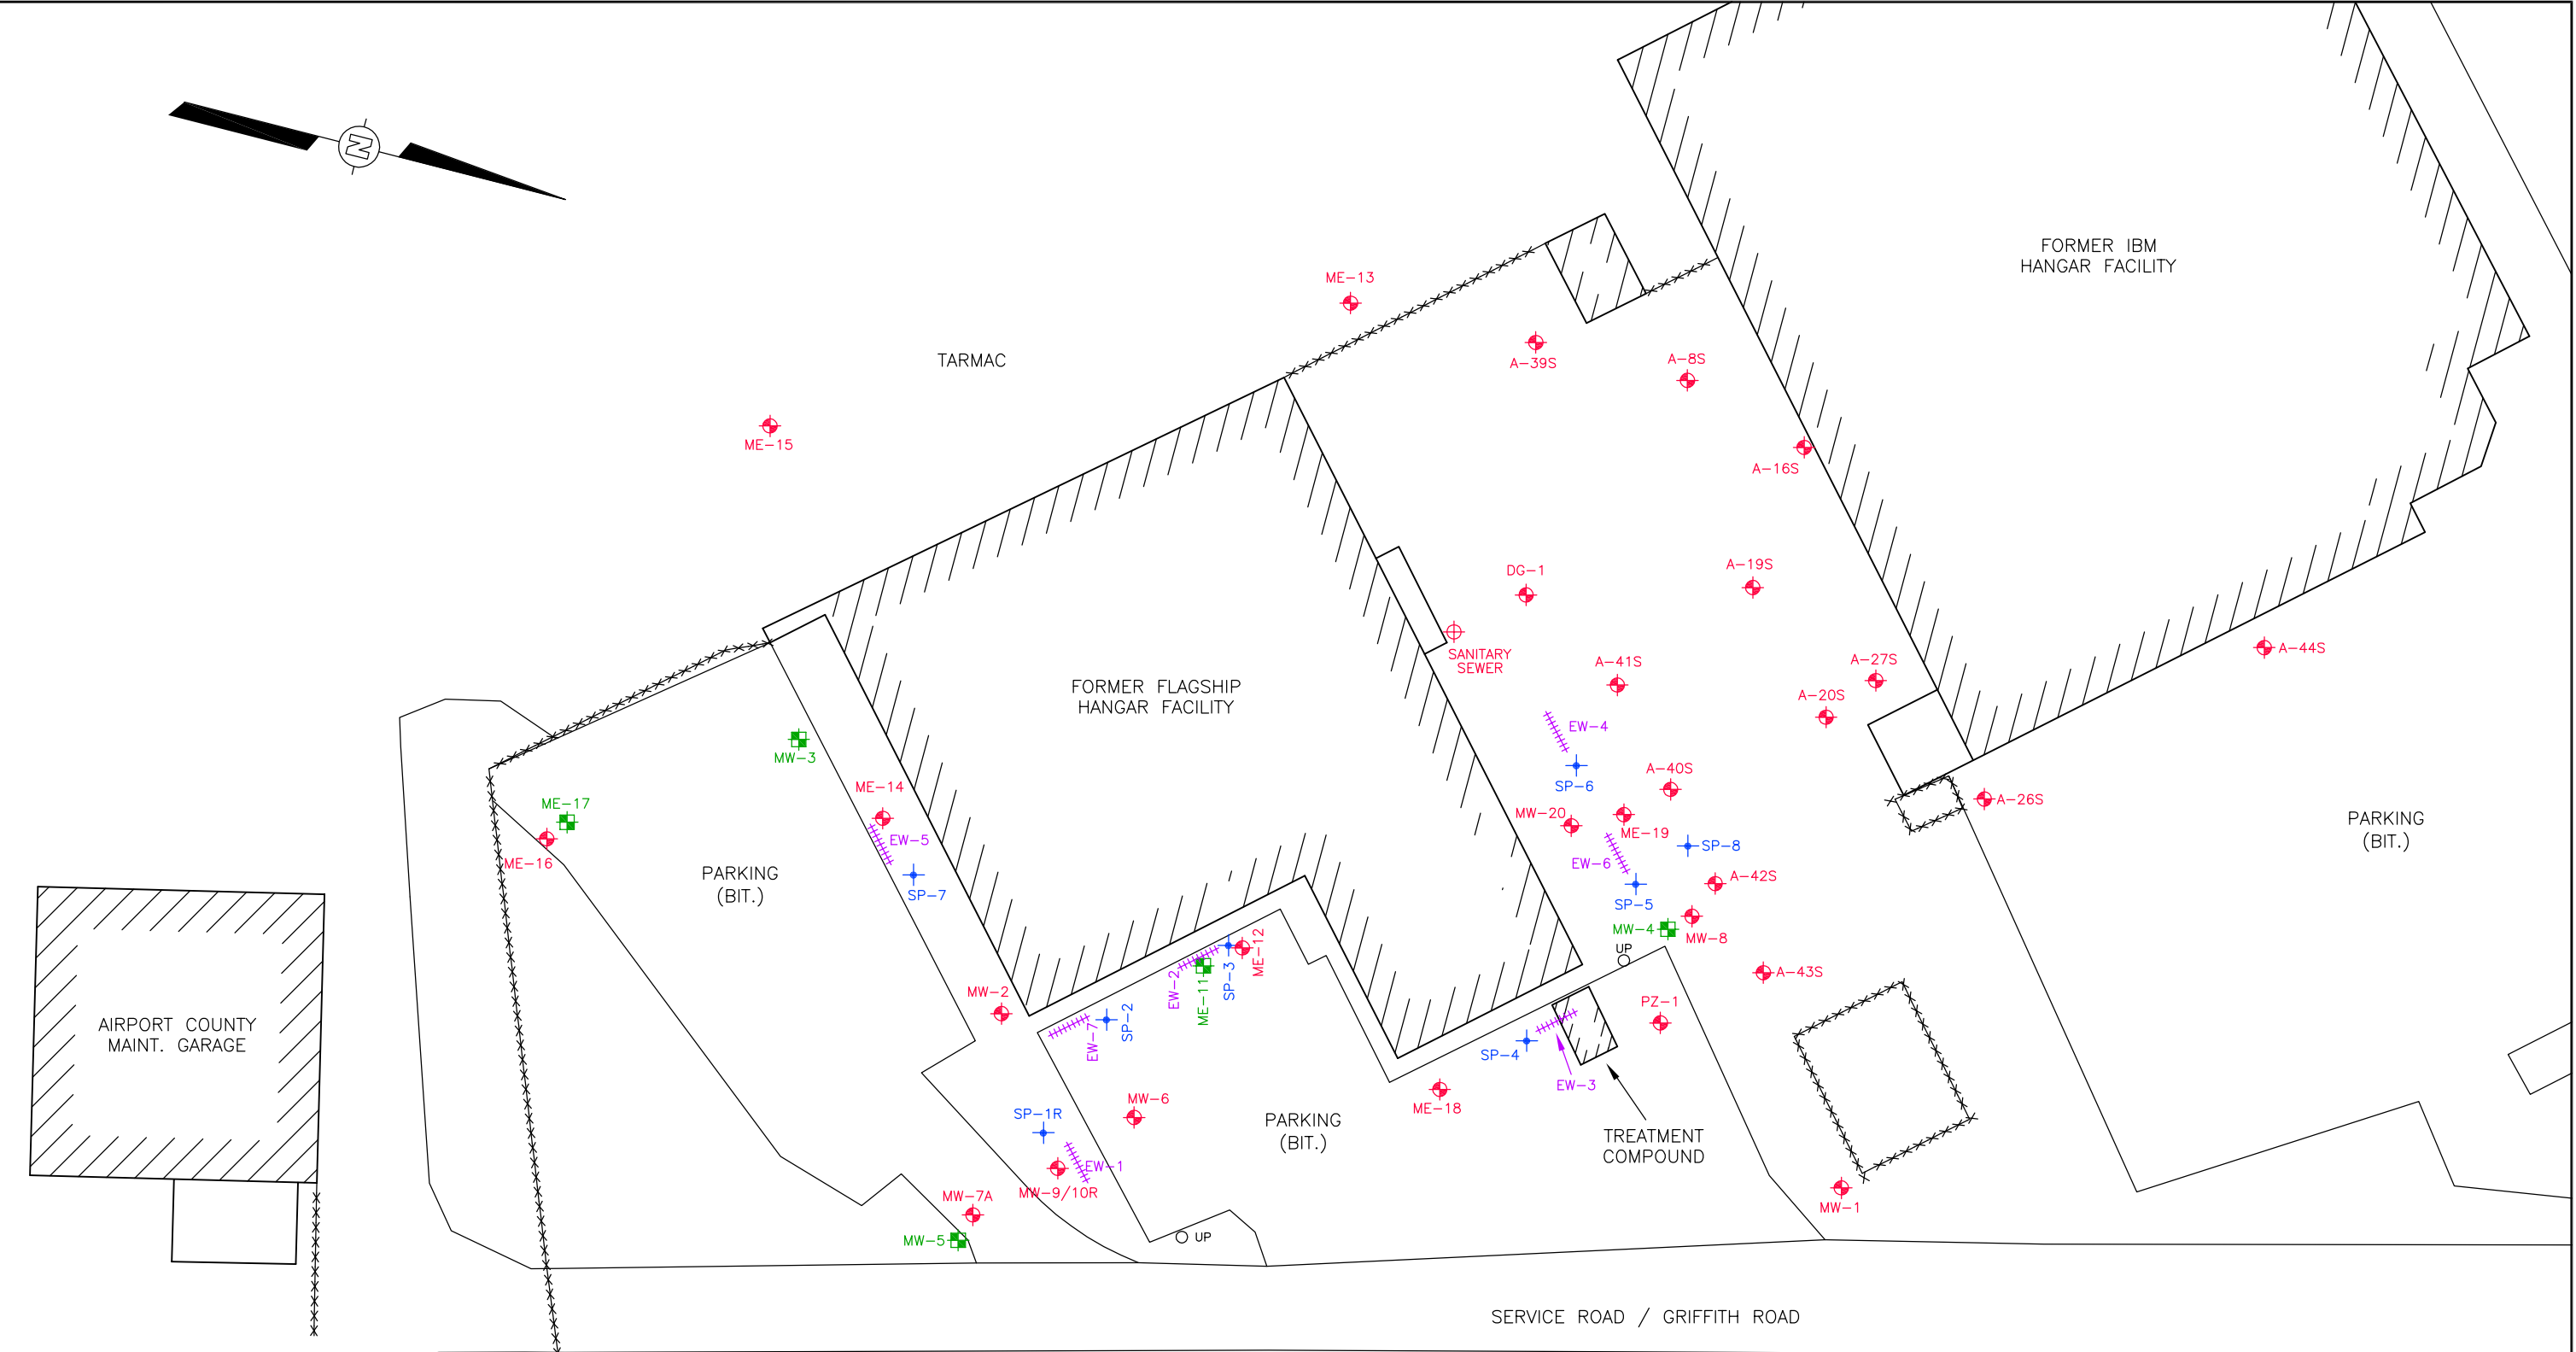 N
FORMER IBM
HANGAR FACILITY
ME-13
TARMAC
A-39S
A-8S
ME-15
A-16S
DG-1
A-19S
SANITARY
SEWER
A-41S
A-27S
A-44S
FORMER FLAGSHIP
HANGAR FACILITY
A-20S
EW-4
MW-3
SP-6
A-40S
ME-14
ME-17
MW-20
A-26S
ME-19
PARKING
(BIT.)
EW-5
SP-8
ME-16
EW-6
PARKING
(BIT.)
A-42S
SP-7
SP-5
MW-4
MW-8
ME-12
UP
SP-3
EW-2
ME-11
A-43S
MW-2
PZ-1
AIRPORT COUNTY
MAINT. GARAGE
SP-2
EW-7
SP-4
EW-3
MW-6
ME-18
SP-1R
PARKING
(BIT.)
TREATMENT
COMPOUND
EW-1
MW-9/10R
MW-7A
MW-1
MW-5
UP
SERVICE ROAD / GRIFFITH ROAD